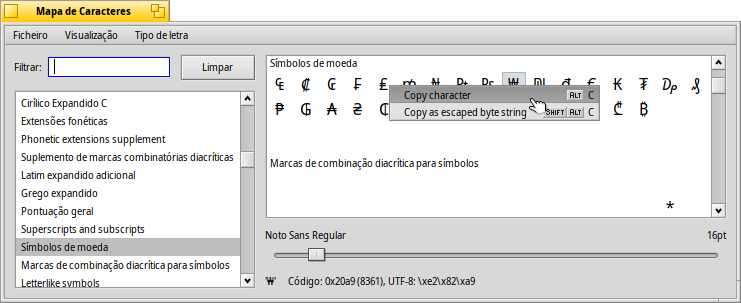 Mapa de Caracteres
Ficheiro Visualização Tipo de letra
Filtrar: Limpar
Cirílico Expandido C
Extensões fonéticas
Phonetic extensions supplement
Suplemento de marcas combinatórias diacríticas
Latim expandido adicional
Grego expandido
Pontuação geral
Superscripts and subscripts
Símbolos de moeda
Marcas de combinação diacrítica para símbolos
Letterlike symbols
Símbolos de moeda
₠ ₡ ₢ ₣ ₤ ₥ ₦ ₧ ₨ ₩ ₪ ₫ € ₭ ₮ ₯ ₰
₱ ₲ ₳ ₴ ₵ ₾ ₿
Copy character ALT C
Copy as escaped byte string SHIFT ALT C
Marcas de combinação diacrítica para símbolos
*
Noto Sans Regular 16pt
'₩' Código: 0x20a9 (8361), UTF-8: \xe2\x82\xa9